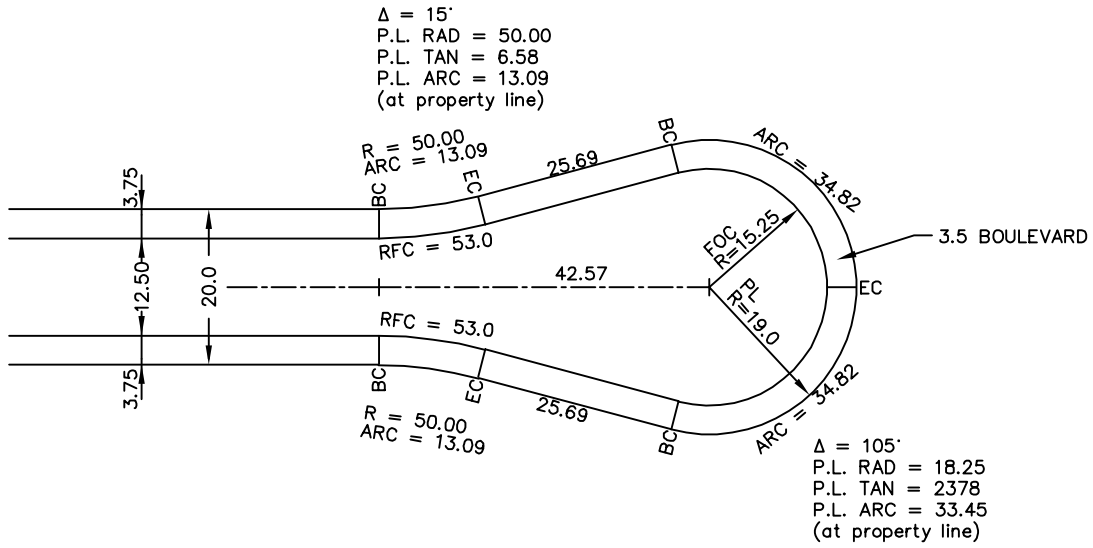 Δ = 15°
P.L. RAD = 50.00
P.L. TAN = 6.58
P.L. ARC = 13.09
(at property line)
R = 50.00
ARC = 13.09
BC
EC
25.69
BC
ARC = 34.82
3.75
RFC = 53.0
FOC
R=15.25
3.5 BOULEVARD
12.50
20.0
42.57
EC
PL
R=19.0
RFC = 53.0
3.75
BC
EC
25.69
BC
ARC = 34.82
R = 50.00
ARC = 13.09
Δ = 105°
P.L. RAD = 18.25
P.L. TAN = 2378
P.L. ARC = 33.45
(at property line)